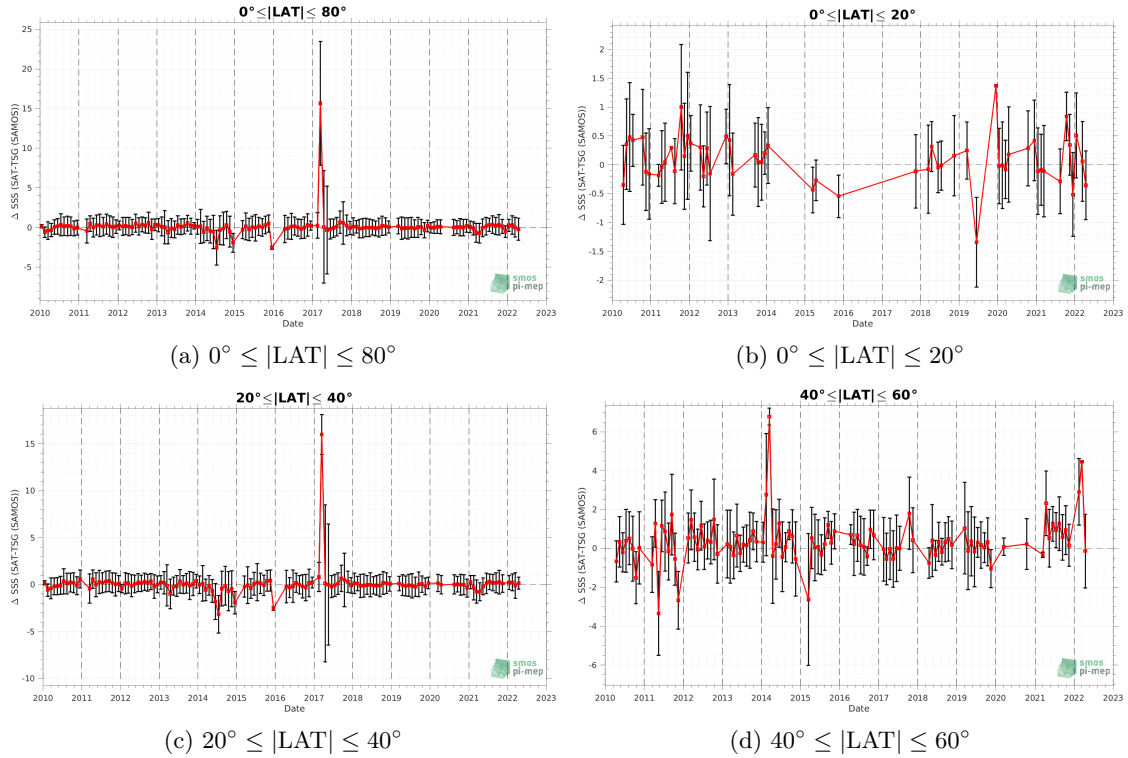 0°≤|LAT|≤ 80°
Δ SSS (SAT-TSG (SAMOS))
25
20
15
10
5
0
-5
2010 2011 2012 2013 2014 2015 2016 2017 2018 2019 2020 2021 2022 2023
Date
smos
pi-mep
(a) 0° ≤ |LAT| ≤ 80°
0°≤|LAT|≤ 20°
Δ SSS (SAT-TSG (SAMOS))
2
1.5
1
0.5
0
-0.5
-1
-1.5
-2
2010 2011 2012 2013 2014 2015 2016 2017 2018 2019 2020 2021 2022 2023
Date
smos
pi-mep
(b) 0° ≤ |LAT| ≤ 20°
20°≤|LAT|≤ 40°
Δ SSS (SAT-TSG (SAMOS))
15
10
5
0
-5
-10
2010 2011 2012 2013 2014 2015 2016 2017 2018 2019 2020 2021 2022 2023
Date
smos
pi-mep
(c) 20° ≤ |LAT| ≤ 40°
40°≤|LAT|≤ 60°
Δ SSS (SAT-TSG (SAMOS))
6
4
2
0
-2
-4
-6
2010 2011 2012 2013 2014 2015 2016 2017 2018 2019 2020 2021 2022 2023
Date
smos
pi-mep
(d) 40° ≤ |LAT| ≤ 60°